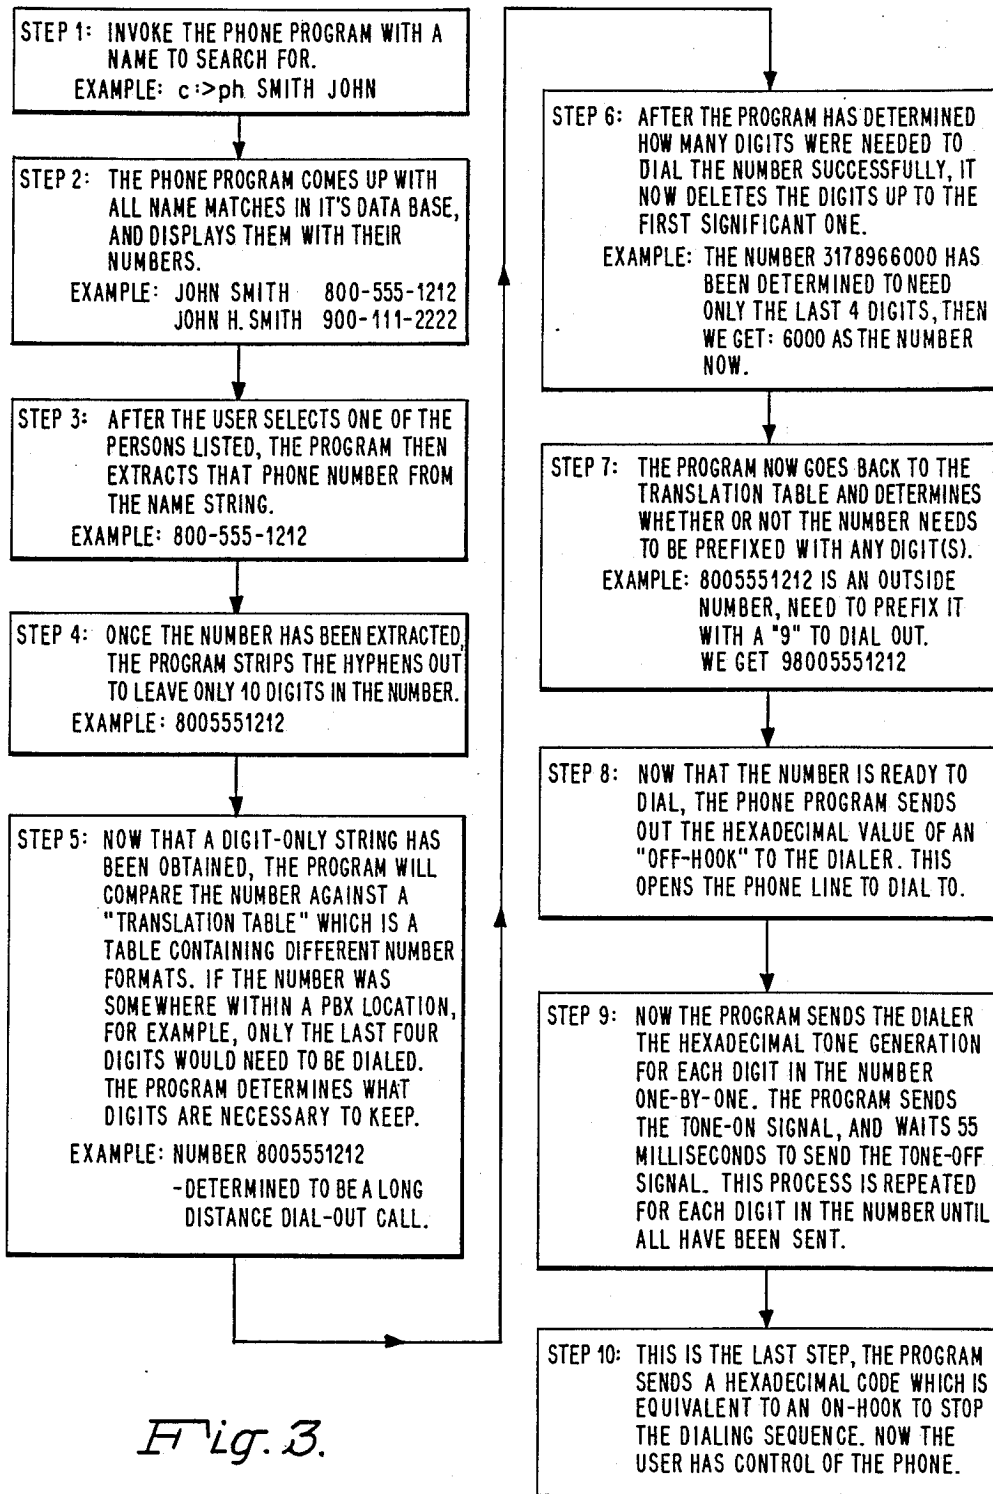 STEP 1: INVOKE THE PHONE PROGRAM WITH A
NAME TO SEARCH FOR.
EXAMPLE: c:>ph SMITH JOHN
STEP 2: THE PHONE PROGRAM COMES UP WITH
ALL NAME MATCHES IN IT'S DATA BASE,
AND DISPLAYS THEM WITH THEIR
NUMBERS.
EXAMPLE: JOHN SMITH 800-555-1212
JOHN H. SMITH 900-111-2222
STEP 3: AFTER THE USER SELECTS ONE OF THE
PERSONS LISTED, THE PROGRAM THEN
EXTRACTS THAT PHONE NUMBER FROM
THE NAME STRING.
EXAMPLE: 800-555-1212
STEP 4: ONCE THE NUMBER HAS BEEN EXTRACTED,
THE PROGRAM STRIPS THE HYPHENS OUT
TO LEAVE ONLY 10 DIGITS IN THE NUMBER.
EXAMPLE: 8005551212
STEP 5: NOW THAT A DIGIT-ONLY STRING HAS
BEEN OBTAINED, THE PROGRAM WILL
COMPARE THE NUMBER AGAINST A
"TRANSLATION TABLE" WHICH IS A
TABLE CONTAINING DIFFERENT NUMBER
FORMATS. IF THE NUMBER WAS
SOMEWHERE WITHIN A PBX LOCATION,
FOR EXAMPLE, ONLY THE LAST FOUR
DIGITS WOULD NEED TO BE DIALED.
THE PROGRAM DETERMINES WHAT
DIGITS ARE NECESSARY TO KEEP.
EXAMPLE: NUMBER 8005551212
-DETERMINED TO BE A LONG
DISTANCE DIAL-OUT CALL.
STEP 6: AFTER THE PROGRAM HAS DETERMINED
HOW MANY DIGITS WERE NEEDED TO
DIAL THE NUMBER SUCCESSFULLY, IT
NOW DELETES THE DIGITS UP TO THE
FIRST SIGNIFICANT ONE.
EXAMPLE: THE NUMBER 3178966000 HAS
BEEN DETERMINED TO NEED
ONLY THE LAST 4 DIGITS, THEN
WE GET: 6000 AS THE NUMBER
NOW.
STEP 7: THE PROGRAM NOW GOES BACK TO THE
TRANSLATION TABLE AND DETERMINES
WHETHER OR NOT THE NUMBER NEEDS
TO BE PREFIXED WITH ANY DIGIT(S).
EXAMPLE: 8005551212 IS AN OUTSIDE
NUMBER, NEED TO PREFIX IT
WITH A "9" TO DIAL OUT.
WE GET 98005551212
STEP 8: NOW THAT THE NUMBER IS READY TO
DIAL, THE PHONE PROGRAM SENDS
OUT THE HEXADECIMAL VALUE OF AN
"OFF-HOOK" TO THE DIALER. THIS
OPENS THE PHONE LINE TO DIAL TO.
STEP 9: NOW THE PROGRAM SENDS THE DIALER
THE HEXADECIMAL TONE GENERATION
FOR EACH DIGIT IN THE NUMBER
ONE-BY-ONE. THE PROGRAM SENDS
THE TONE-ON SIGNAL, AND WAITS 55
MILLISECONDS TO SEND THE TONE-OFF
SIGNAL. THIS PROCESS IS REPEATED
FOR EACH DIGIT IN THE NUMBER UNTIL
ALL HAVE BEEN SENT.
STEP 10: THIS IS THE LAST STEP, THE PROGRAM
SENDS A HEXADECIMAL CODE WHICH IS
EQUIVALENT TO AN ON-HOOK TO STOP
THE DIALING SEQUENCE. NOW THE
USER HAS CONTROL OF THE PHONE.
Fig. 3.